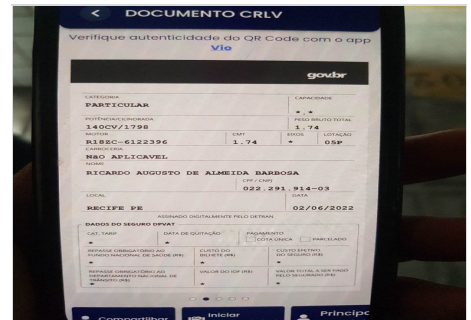 DOCUMENTO CRLV
Verifique autenticidade do QR Code com o app
Vio
govbr
CATEGORIA
CAPACIDADE
PARTICULAR
*.*
POTÊNCIA/CILINDRADA
PESO BRUTO TOTAL
140CV/1798
1.74
MOTOR
CMT
EIXOS
LOTAÇÃO
R18ZC-6122396
1.74
*
05P
CARROCERIA
NãO APLICAVEL
NOME
RICARDO AUGUSTO DE ALMEIDA BARBOSA
CPF / CNPJ
022.291.914-03
LOCAL
DATA
RECIFE PE
02/06/2022
ASSINADO DIGITALMENTE PELO DETRAN
DADOS DO SEGURO DPVAT
CAT. TARIF
DATA DE QUITAÇÃO
PAGAMENTO
*
*
COTA ÚNICA
PARCELADO
REPASSE OBRIGATÓRIO AO
FUNDO NACIONAL DE SAÚDE (R$)
CUSTO DO
BILHETE (R$)
CUSTO EFETIVO
DO SEGURO (R$)
*
*
*
REPASSE OBRIGATÓRIO AO
DEPARTAMENTO NACIONAL DE
TRÂNSITO (R$)
VALOR DO IOF (R$)
VALOR TOTAL A SER PAGO
PELO SEGURADO (R$)
*
*
*
Compartilhar
Iniciar
Principa